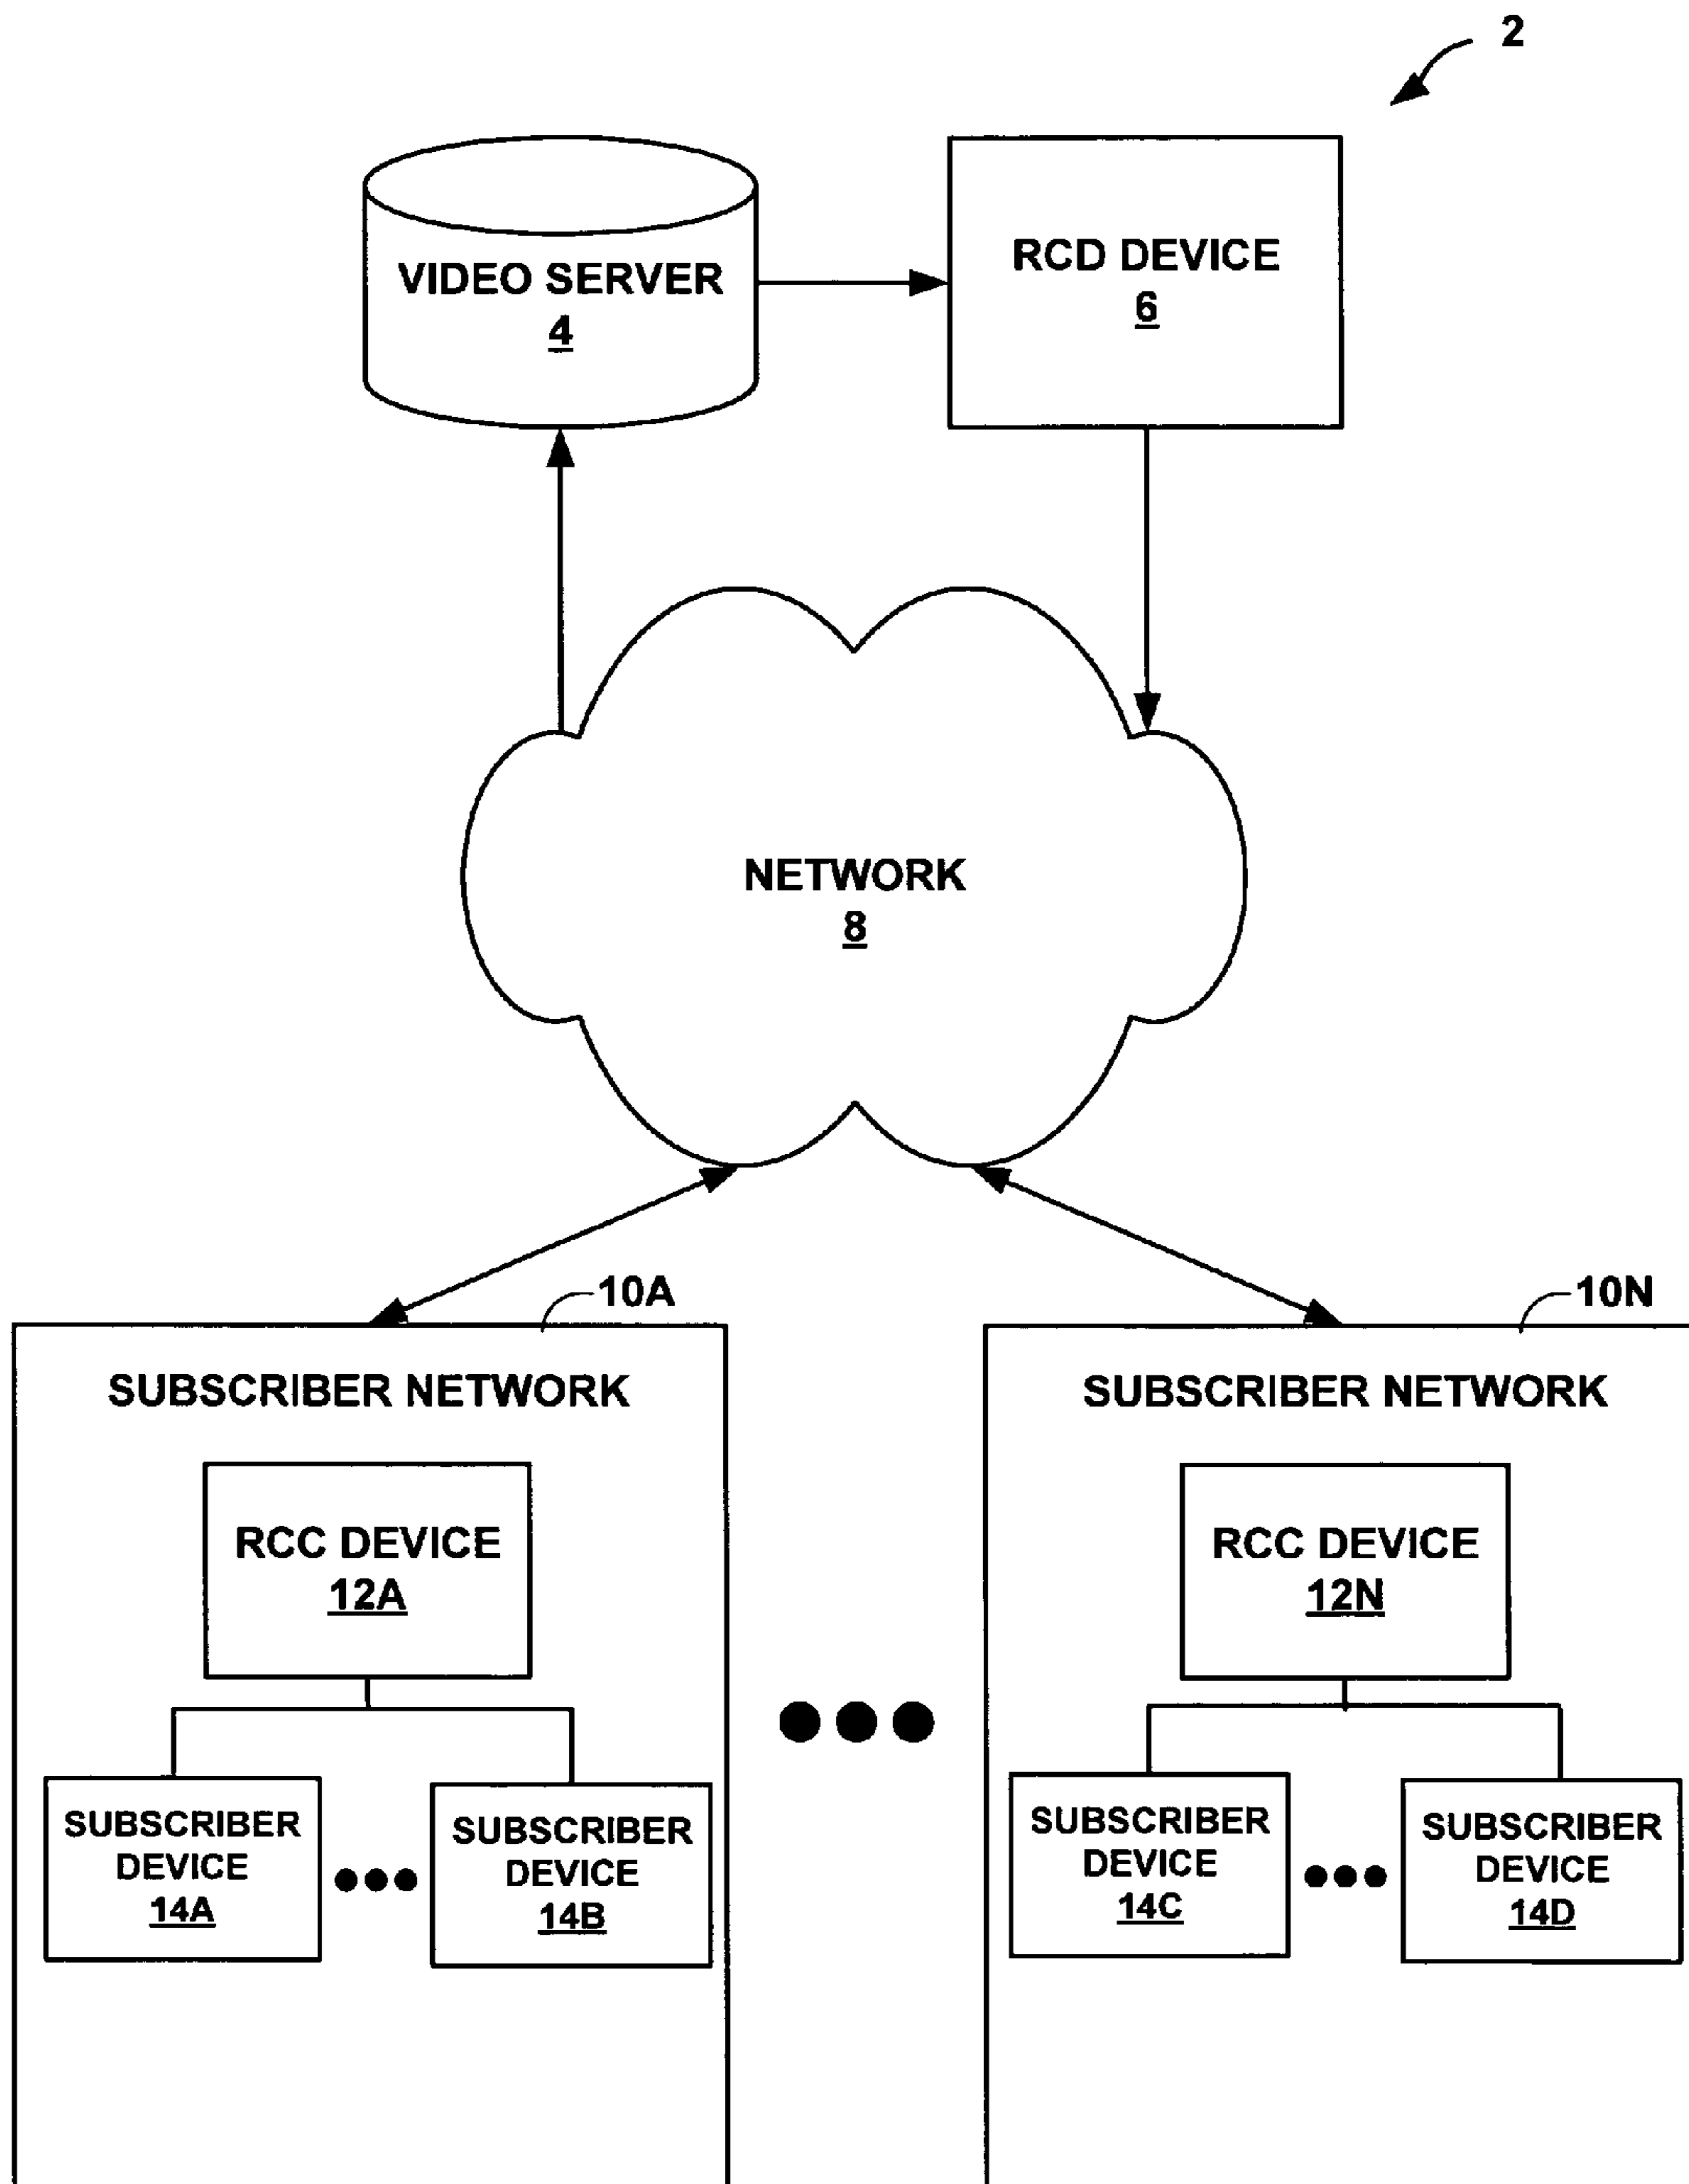 2
VIDEO SERVER
4
RCD DEVICE
6
NETWORK
8
10A
SUBSCRIBER NETWORK
RCC DEVICE
12A
SUBSCRIBER
DEVICE
14A
SUBSCRIBER
DEVICE
14B
10N
SUBSCRIBER NETWORK
RCC DEVICE
12N
SUBSCRIBER
DEVICE
14C
SUBSCRIBER
DEVICE
14D